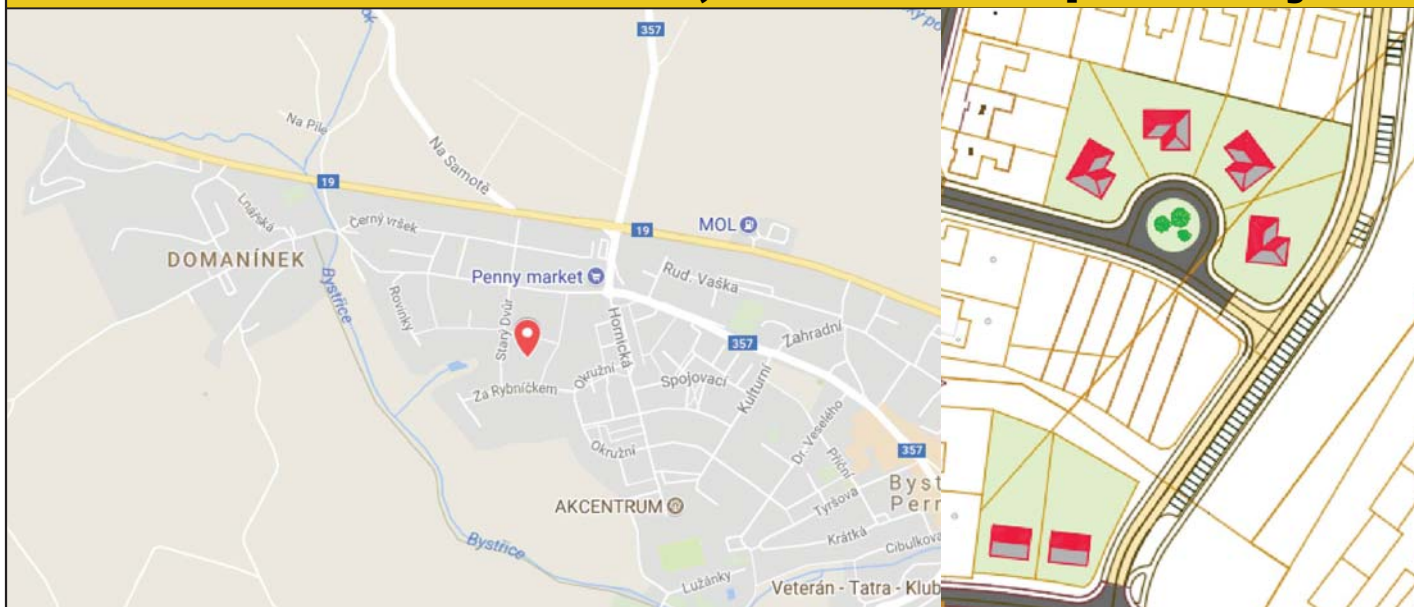 357
Na Pile
Na Samotě
19
Lnářská
Černý vršek
19
MOL
DOMANÍNEK
Penny market
Rud. Vaška
Bystřice
Rovinky
Starý Dvůr
Hornická
Zahradní
357
Okružní
Spojovací
Za Rybníčkem
Kulturní
Dr. Veselého
Okružní
Příční
357
Byst
Perr
AKCENTRUM
Tyršova
Krátká
Bystřice
Cibulkova
Lužánky
Veterán - Tatra - Klub